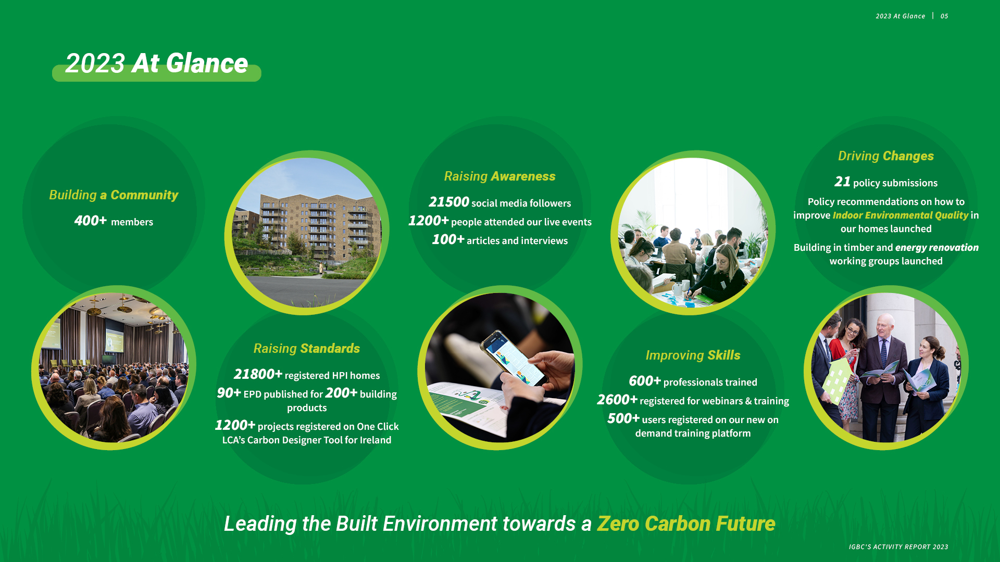 2023 At Glance | 05
2023 At Glance
Building a Community
400+ members
Raising Standards
21800+ registered HPI homes
90+ EPD published for 200+ building
products
1200+ projects registered on One Click
LCA’s Carbon Designer Tool for Ireland
Raising Awareness
21500 social media followers
1200+ people attended our live events
100+ articles and interviews
Improving Skills
600+ professionals trained
2600+ registered for webinars & training
500+ users registered on our new on
demand training platform
Driving Changes
21 policy submissions
Policy recommendations on how to
improve Indoor Environmental Quality in
our homes launched
Building in timber and energy renovation
working groups launched
Leading the Built Environment towards a Zero Carbon Future
IGBC'S ACTIVITY REPORT 2023